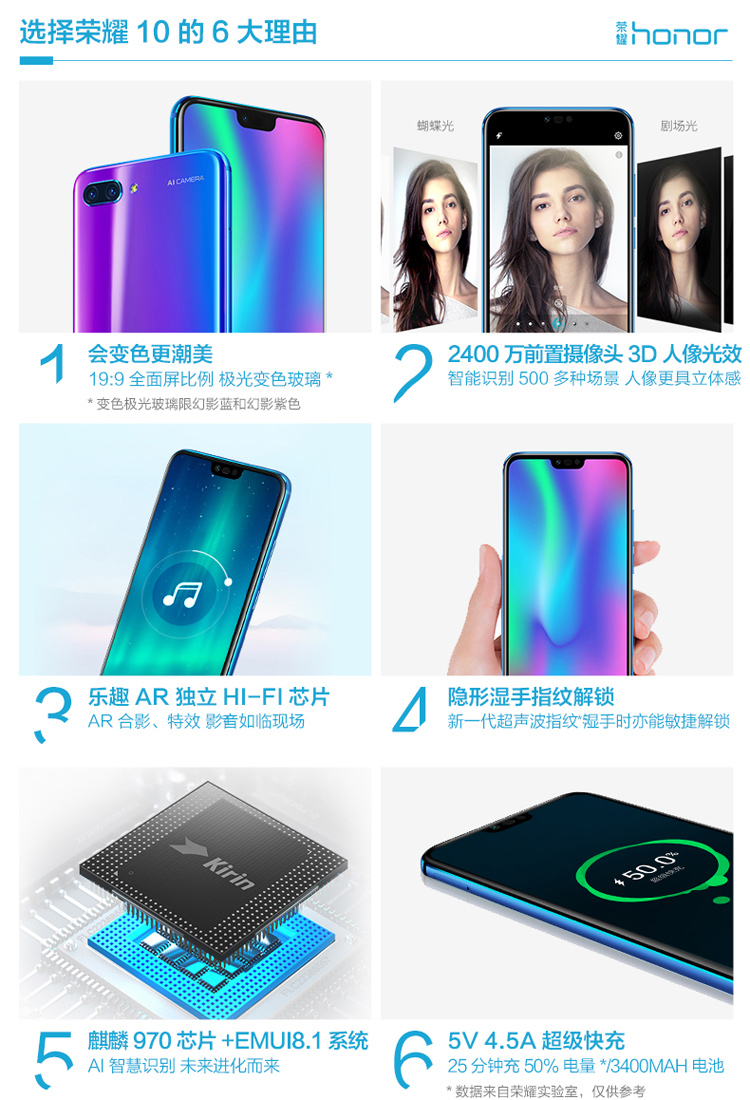 选择荣耀 10 的 6 大理由
荣耀 honor
AI CAMERA
蝴蝶光
剧场光
1 会变色更潮美
19:9 全面屏比例 极光变色玻璃 *
* 变色极光玻璃限幻影蓝和幻影紫色
2 2400 万前置摄像头 3D 人像光效
智能识别 500 多种场景 人像更具立体感
3 乐趣 AR 独立 HI-FI 芯片
AR 合影、特效 影音如临现场
4 隐形湿手指纹解锁
新一代超声波指纹*湿手时亦能敏捷解锁
Kirin
50.0%
超级快充
5 麒麟 970 芯片 +EMUI8.1 系统
AI 智慧识别 未来进化而来
6 5V 4.5A 超级快充
25 分钟充 50% 电量 */3400MAH 电池
* 数据来自荣耀实验室，仅供参考